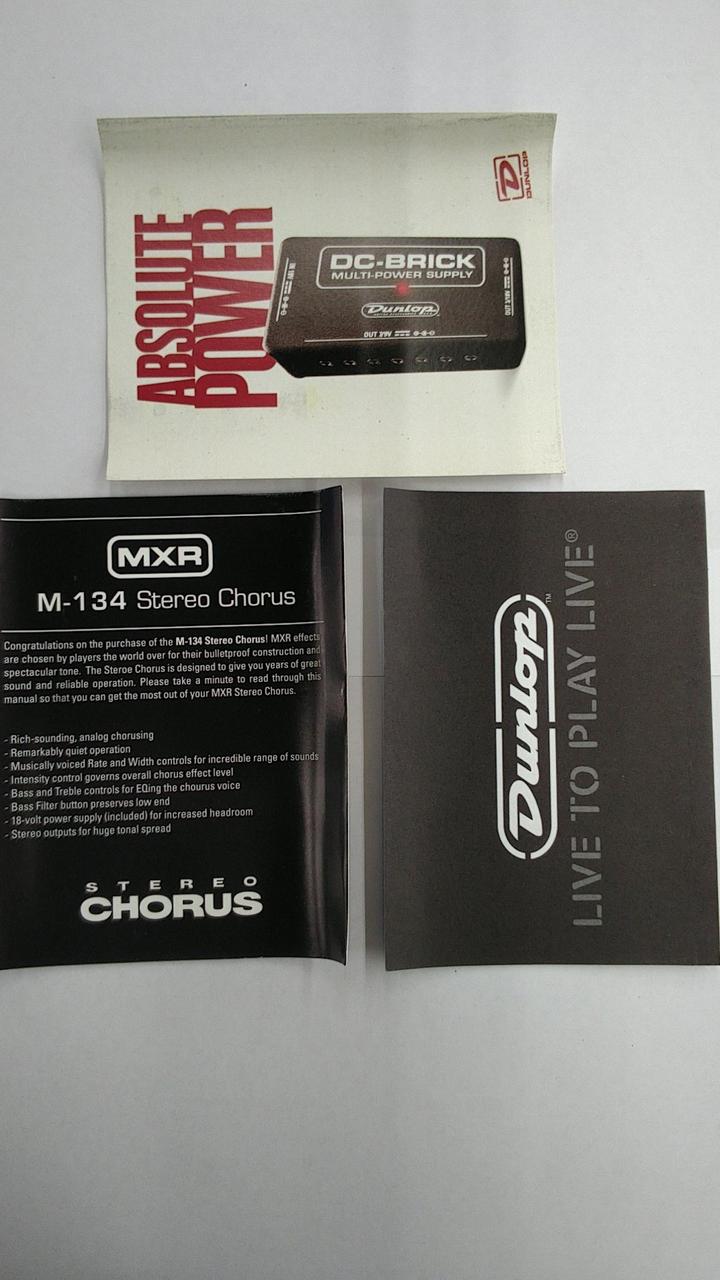 ABSOLUTE
POWER
D
DUNLOP
DC-BRICK
MULTI-POWER SUPPLY
Dunlop
OUT 3/9V
MXR
M-134 Stereo Chorus
Congratulations on the purchase of the M-134 Stereo Chorus! MXR effects
are chosen by players the world over for their bulletproof construction and
spectacular tone. The Steroe Chorus is designed to give you years of great
sound and reliable operation. Please take a minute to read through this
manual so that you can get the most out of your MXR Stereo Chorus.
- Rich-sounding, analog chorusing
- Remarkably quiet operation
- Musically voiced Rate and Width controls for incredible range of sounds
- Intensity control governs overall chorus effect level
- Bass and Treble controls for EQing the chourus voice
- Bass Filter button preserves low end
- 18-volt power supply (included) for increased headroom
- Stereo outputs for huge tonal spread
STEREO
CHORUS
Dunlop™
LIVE TO PLAY LIVE®